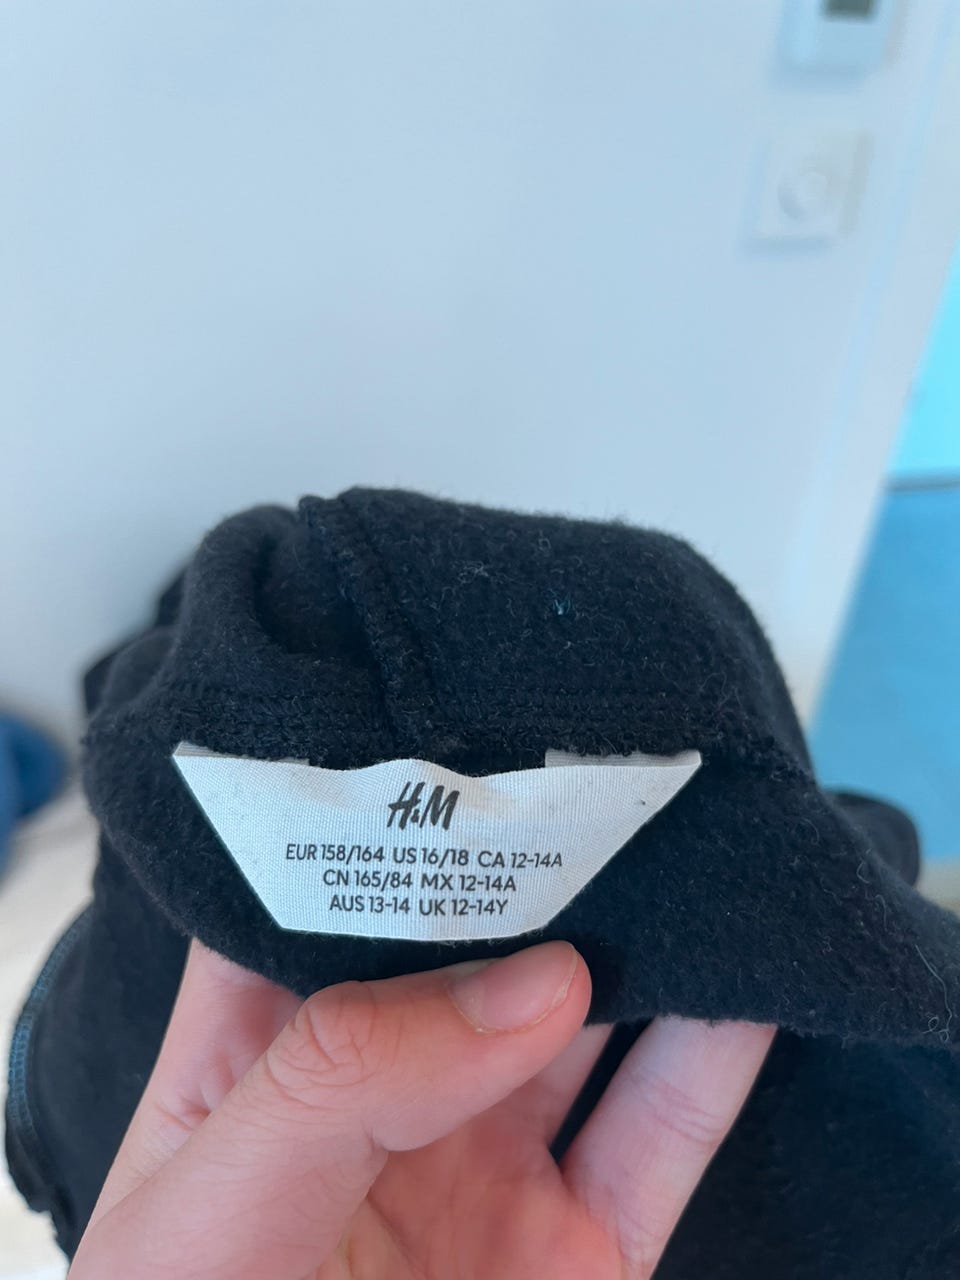 H&M
EUR 158/164 US 16/18 CA 12-14A
CN 165/84 MX 12-14A
AUS 13-14 UK 12-14Y